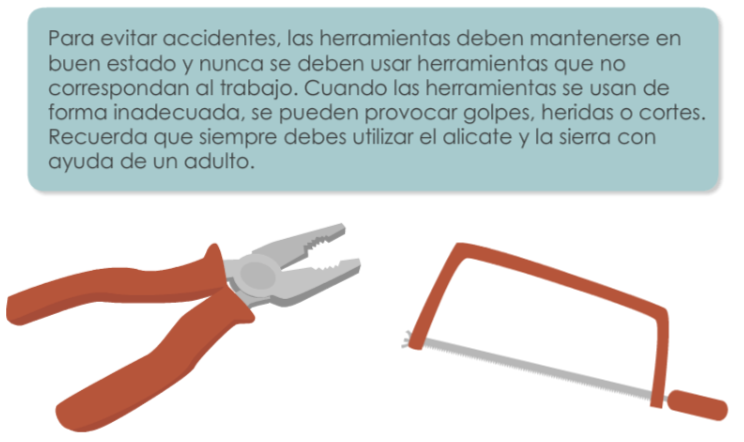 Para evitar accidentes, las herramientas deben mantenerse en
buen estado y nunca se deben usar herramientas que no
correspondan al trabajo. Cuando las herramientas se usan de
forma inadecuada, se pueden provocar golpes, heridas o cortes.
Recuerda que siempre debes utilizar el alicate y la sierra con
ayuda de un adulto.